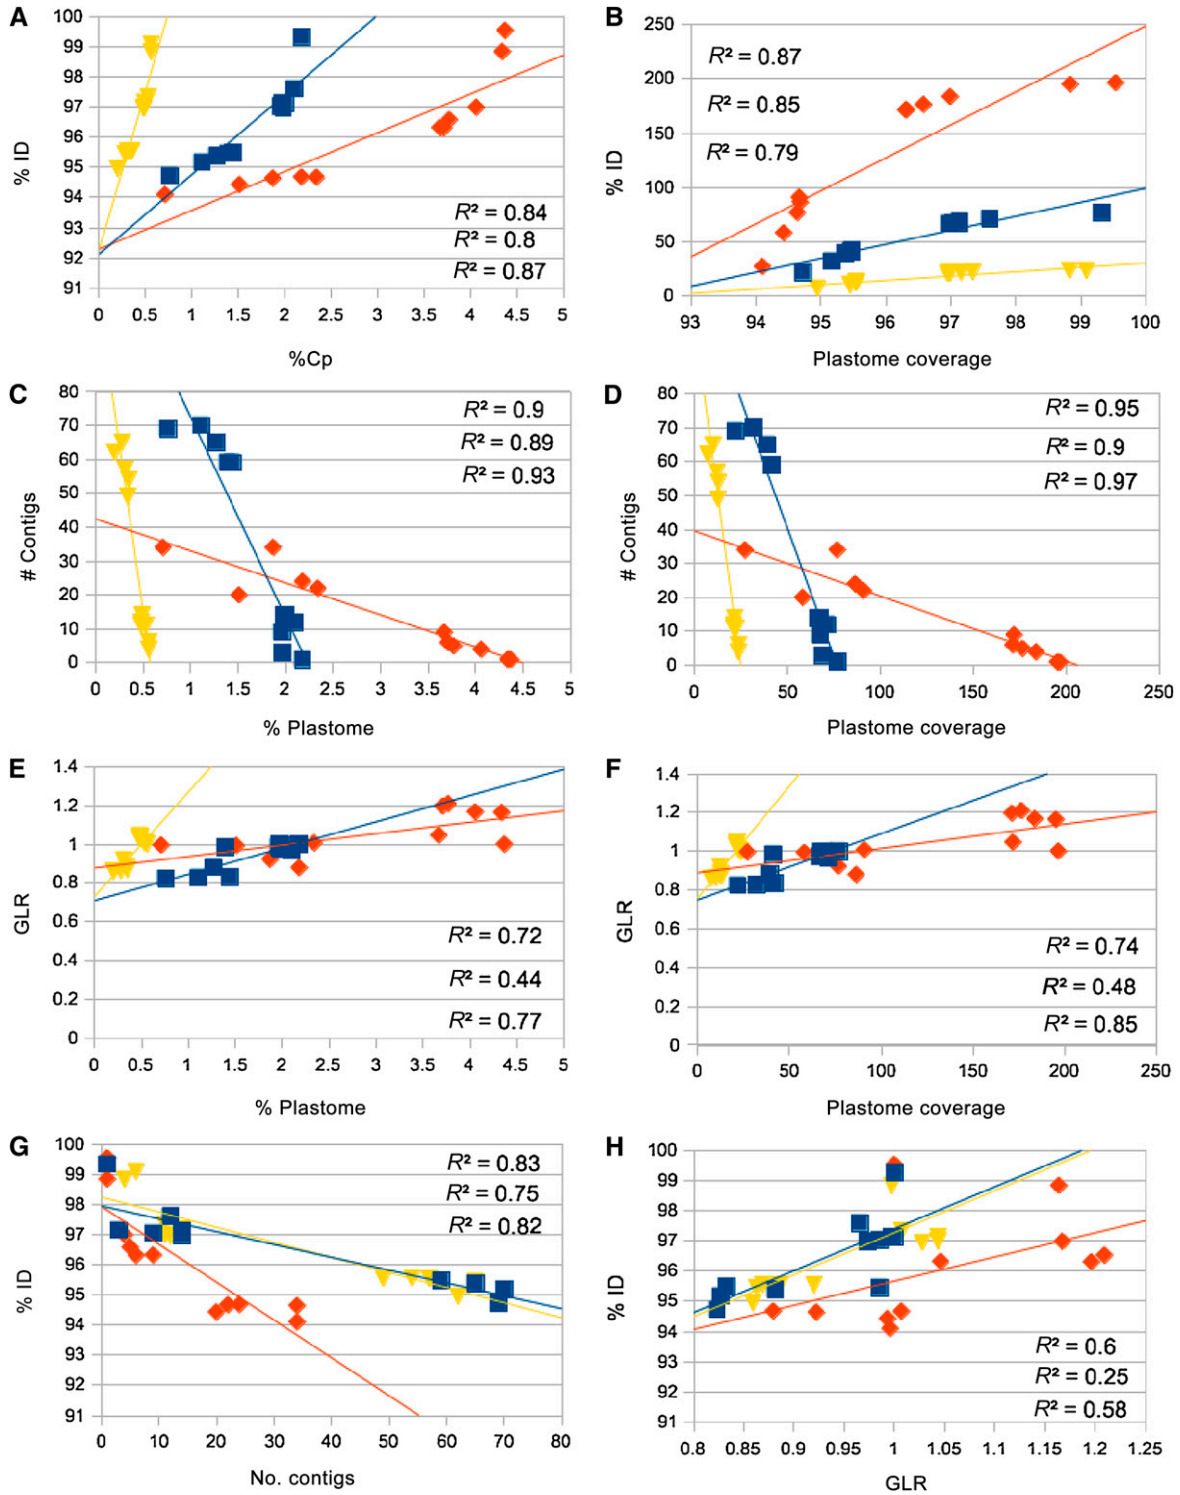 A
100
99
98
97
96
95
94
93
92
91
% ID
0 0.5 1 1.5 2 2.5 3 3.5 4 4.5 5
%Cp
R² = 0.84
R² = 0.8
R² = 0.87
B
250
200
150
100
50
0
% ID
93 94 95 96 97 98 99 100
Plastome coverage
R² = 0.87
R² = 0.85
R² = 0.79
C
80
70
60
50
40
30
20
10
0
# Contigs
0 0.5 1 1.5 2 2.5 3 3.5 4 4.5 5
% Plastome
R² = 0.9
R² = 0.89
R² = 0.93
D
80
70
60
50
40
30
20
10
0
# Contigs
0 50 100 150 200 250
Plastome coverage
R² = 0.95
R² = 0.9
R² = 0.97
E
1.4
1.2
1
0.8
0.6
0.4
0.2
0
GLR
0 0.5 1 1.5 2 2.5 3 3.5 4 4.5 5
% Plastome
R² = 0.72
R² = 0.44
R² = 0.77
F
1.4
1.2
1
0.8
0.6
0.4
0.2
0
GLR
0 50 100 150 200 250
Plastome coverage
R² = 0.74
R² = 0.48
R² = 0.85
G
100
99
98
97
96
95
94
93
92
91
% ID
0 10 20 30 40 50 60 70 80
No. contigs
R² = 0.83
R² = 0.75
R² = 0.82
H
100
99
98
97
96
95
94
93
92
91
% ID
0.8 0.85 0.9 0.95 1 1.05 1.1 1.15 1.2 1.25
GLR
R² = 0.6
R² = 0.25
R² = 0.58